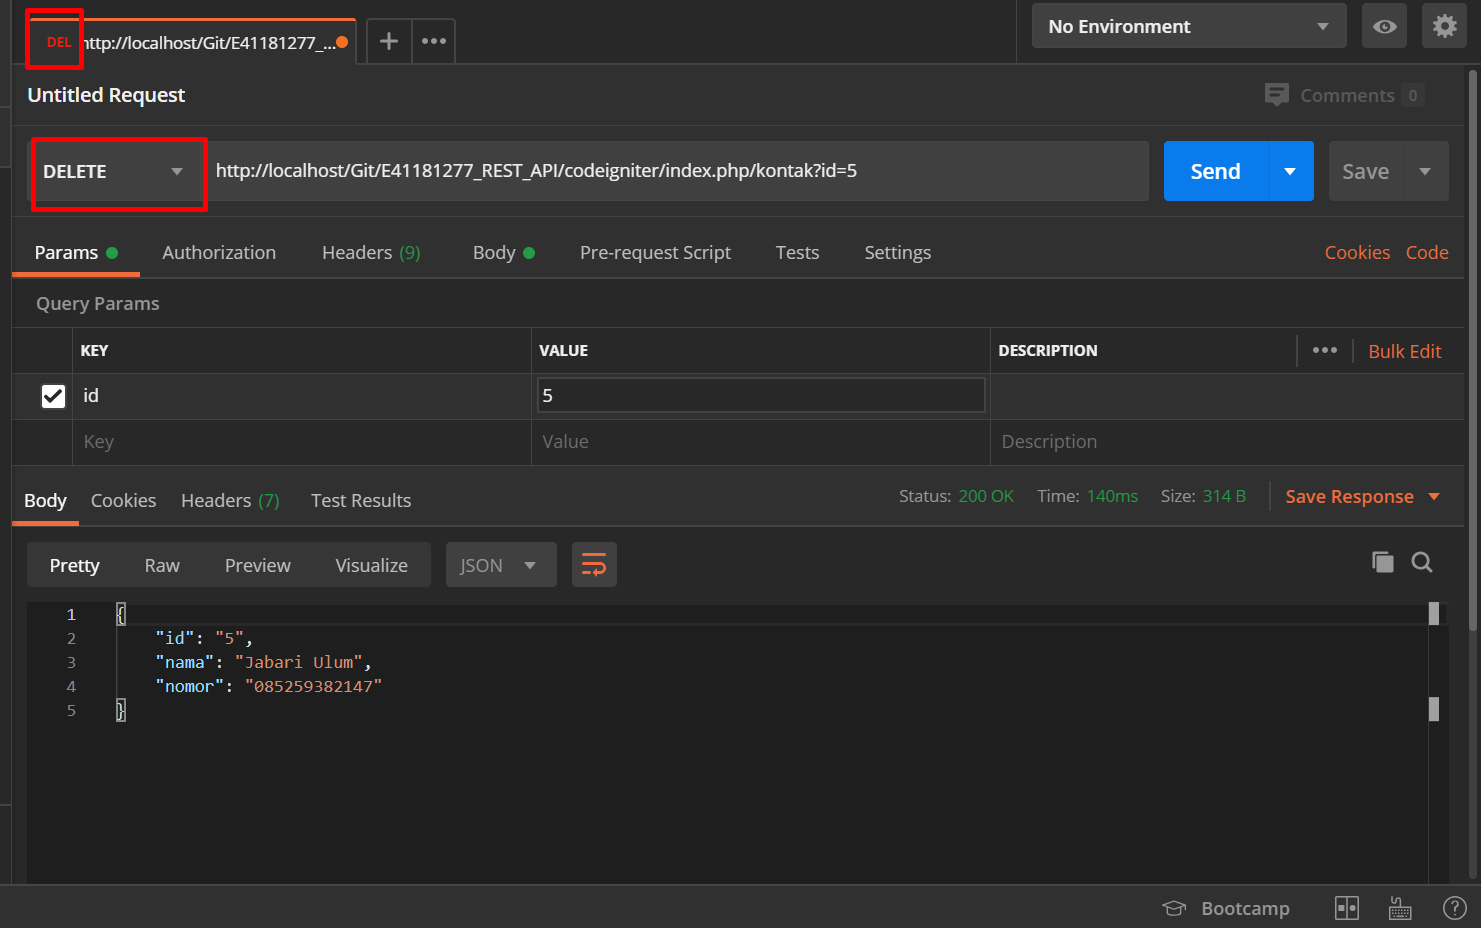 DEL http://localhost/Git/E41181277_...
No Environment
Untitled Request
Comments 0
DELETE http://localhost/Git/E41181277_REST_API/codeigniter/index.php/kontak?id=5 Send Save
Params Authorization Headers (9) Body Pre-request Script Tests Settings Cookies Code
Query Params
KEY VALUE DESCRIPTION ••• Bulk Edit
id 5
Key Value Description
Body Cookies Headers (7) Test Results Status: 200 OK Time: 140ms Size: 314 B Save Response
Pretty Raw Preview Visualize JSON
1 {
2 "id": "5",
3 "nama": "Jabari Ulum",
4 "nomor": "085259382147"
5 }
Bootcamp